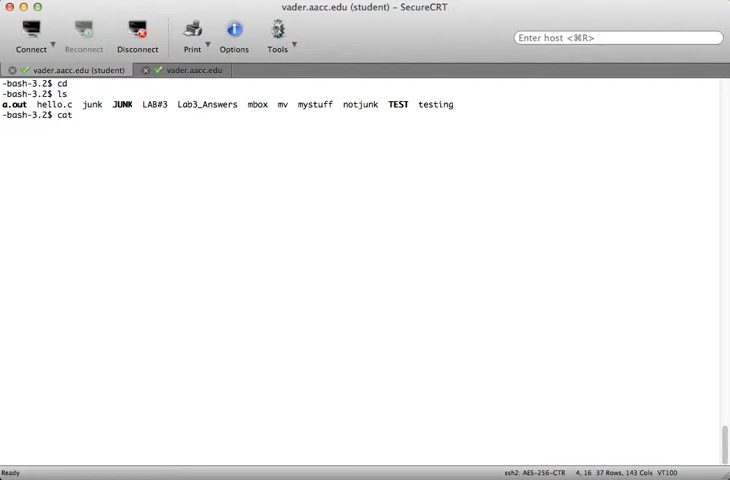 vader.aacc.edu (student) – SecureCRT
Connect Reconnect Disconnect Print Options Tools Enter host <⌘R>
vader.aacc.edu (student) vader.aacc.edu
-bash-3.2$ cd
-bash-3.2$ ls
a.out hello.c junk JUNK LAB#3 Lab3_Answers mbox mv mystuff notjunk TEST testing
-bash-3.2$ cat
Ready ssh2: AES-256-CTR 4, 16 37 Rows, 143 Cols VT100